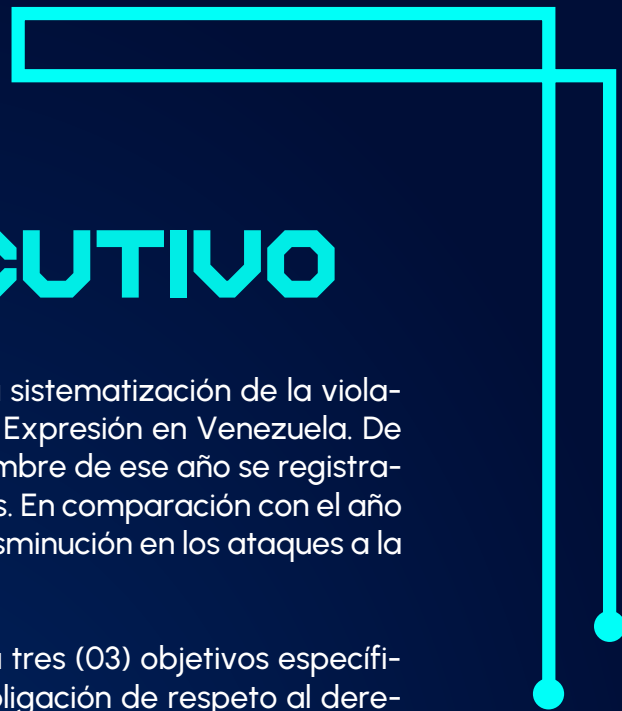 CUTIVO
sistematización de la viola-
Expresión en Venezuela. De
mbre de ese año se registra-
s. En comparación con el año
sminución en los ataques a la
tres (03) objetivos específi-
bligación de respeto al dere-